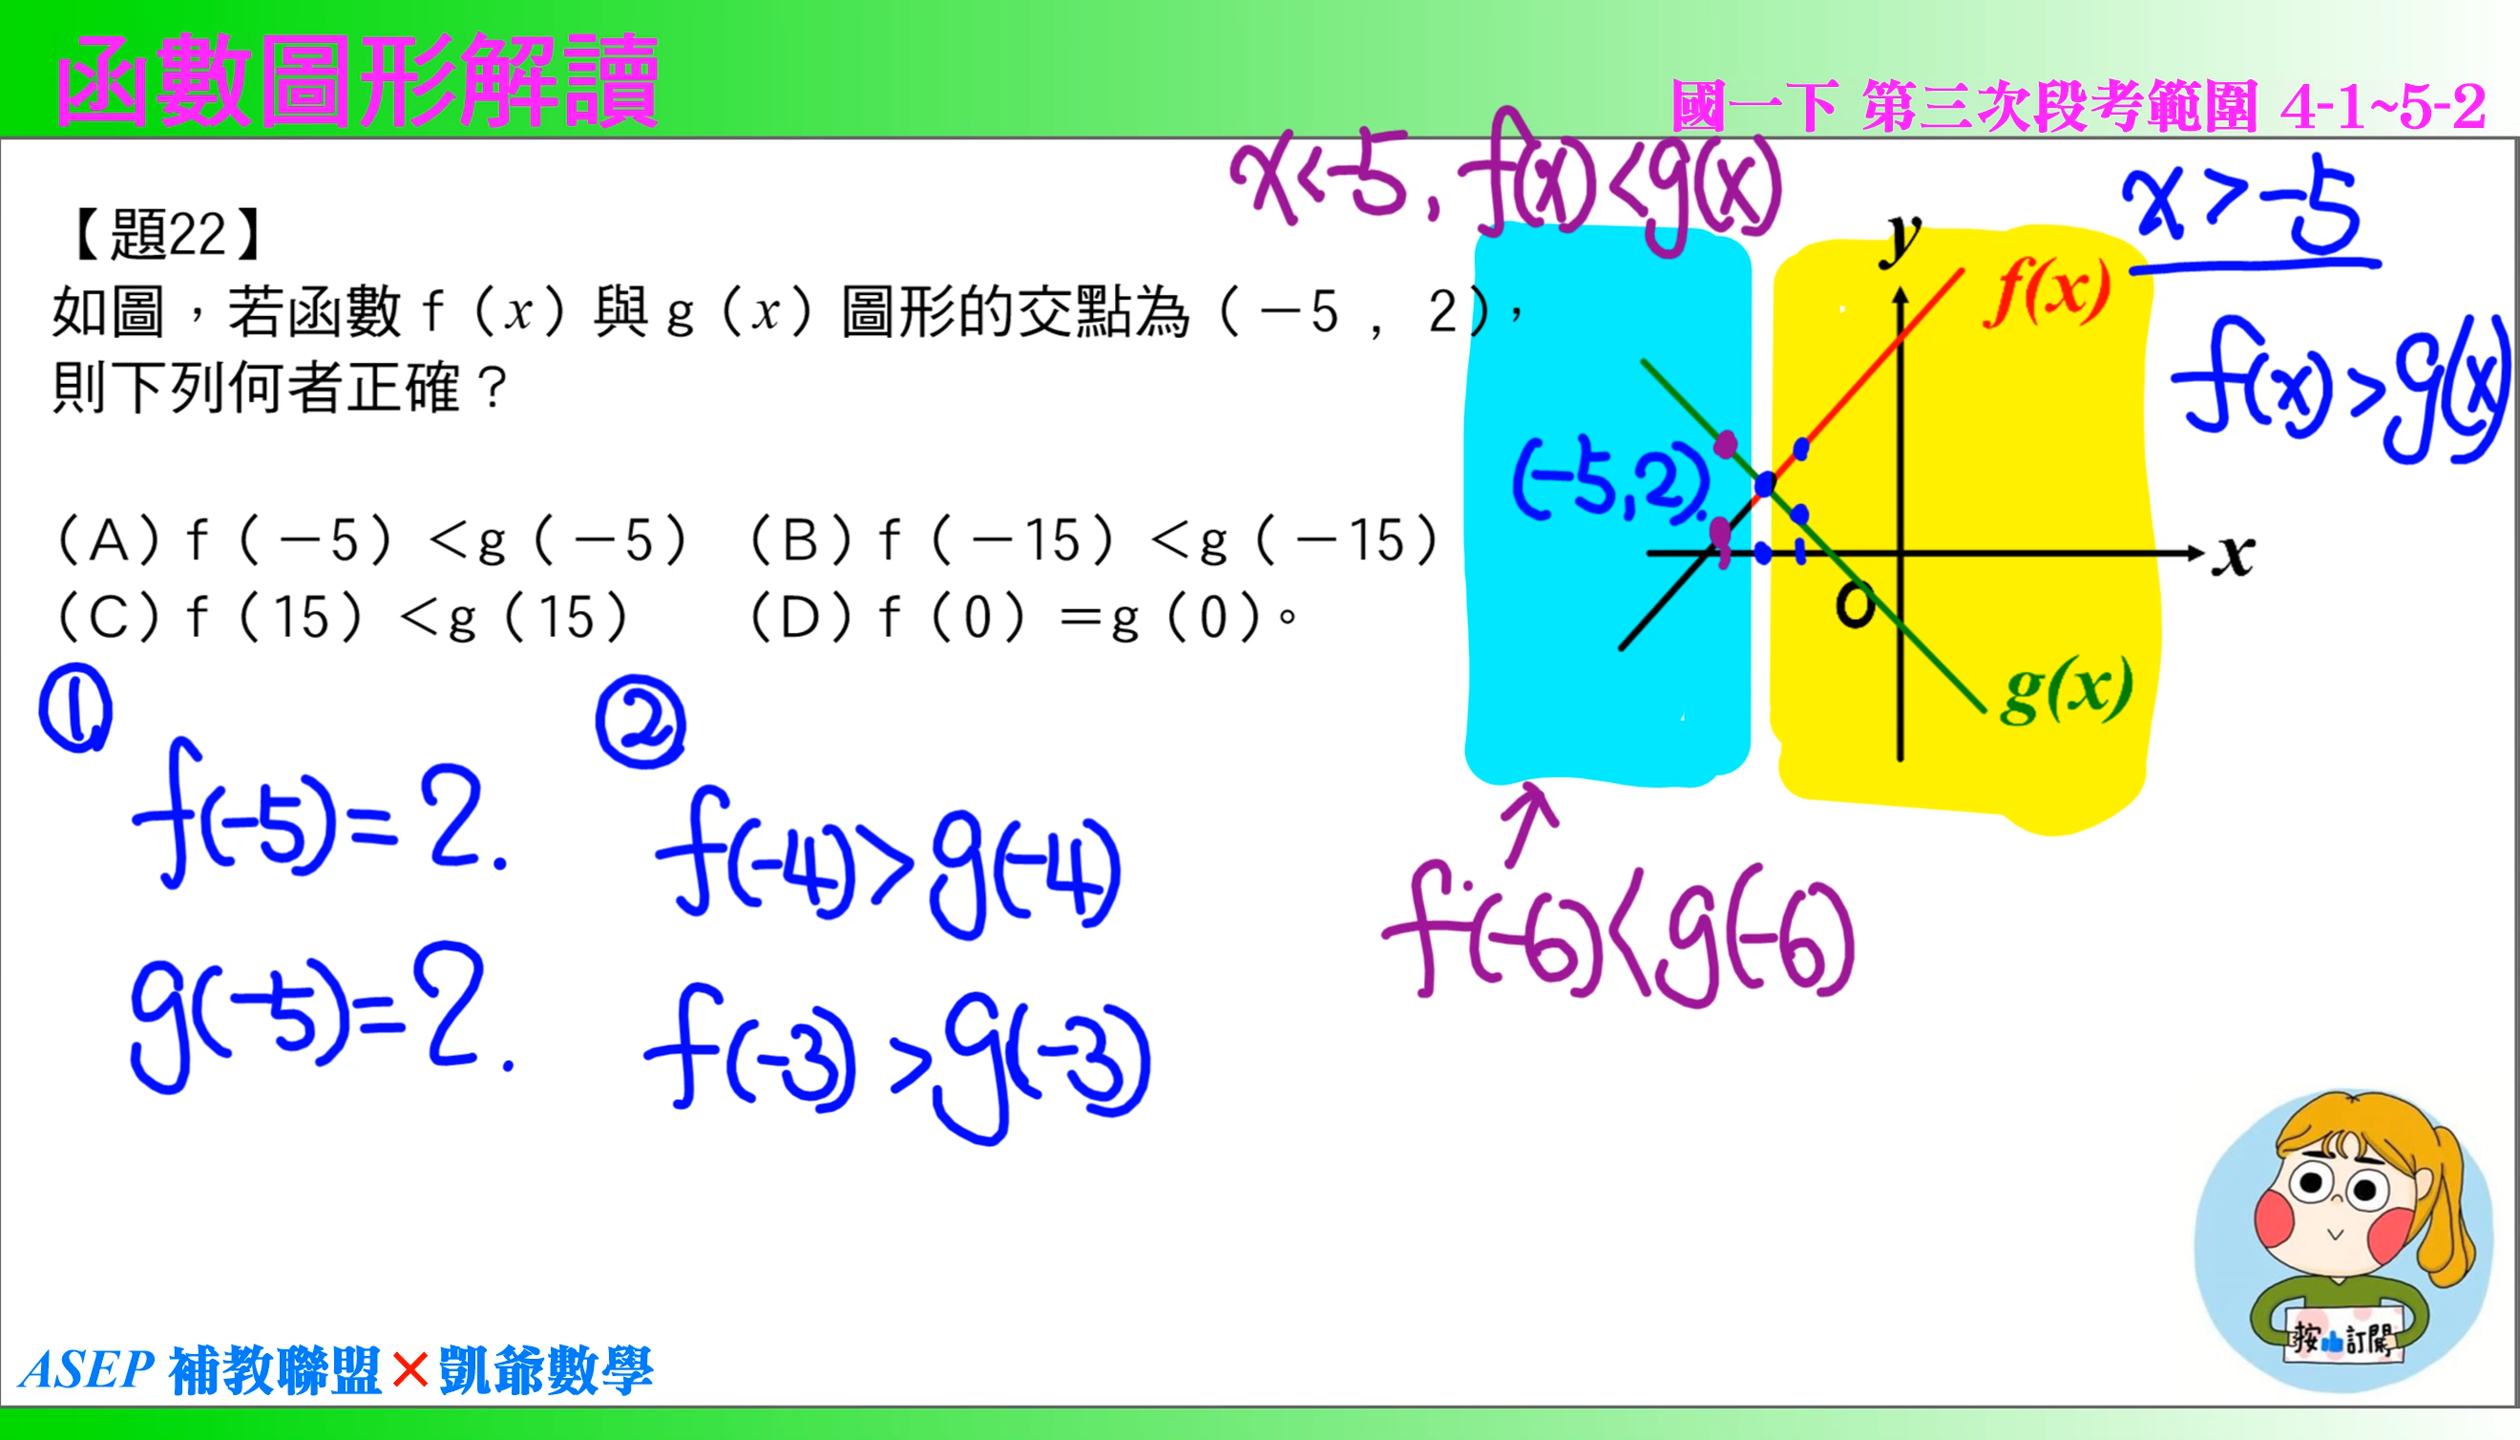 函數圖形解讀
國一下 第三次段考範圍 4-1~5-2
x<-5, f(x)<g(x)
x>-5
f(x)>g(x)
【題22】
如圖，若函數f（x）與g（x）圖形的交點為（－5 ， 2），
則下列何者正確？
（A）f（－5）＜g（－5） （B）f（－15）＜g（－15）
（C）f（15）＜g（15） （D）f（0）＝g（0）。
y
f(x)
(-5,2).
x
O
g(x)
①
f(-5)=2.
g(-5)=2.
②
f(-4)>g(-4)
f(-3)>g(-3)
f(-6)<g(-6)
按 訂閱
ASEP 補教聯盟×凱爺數學